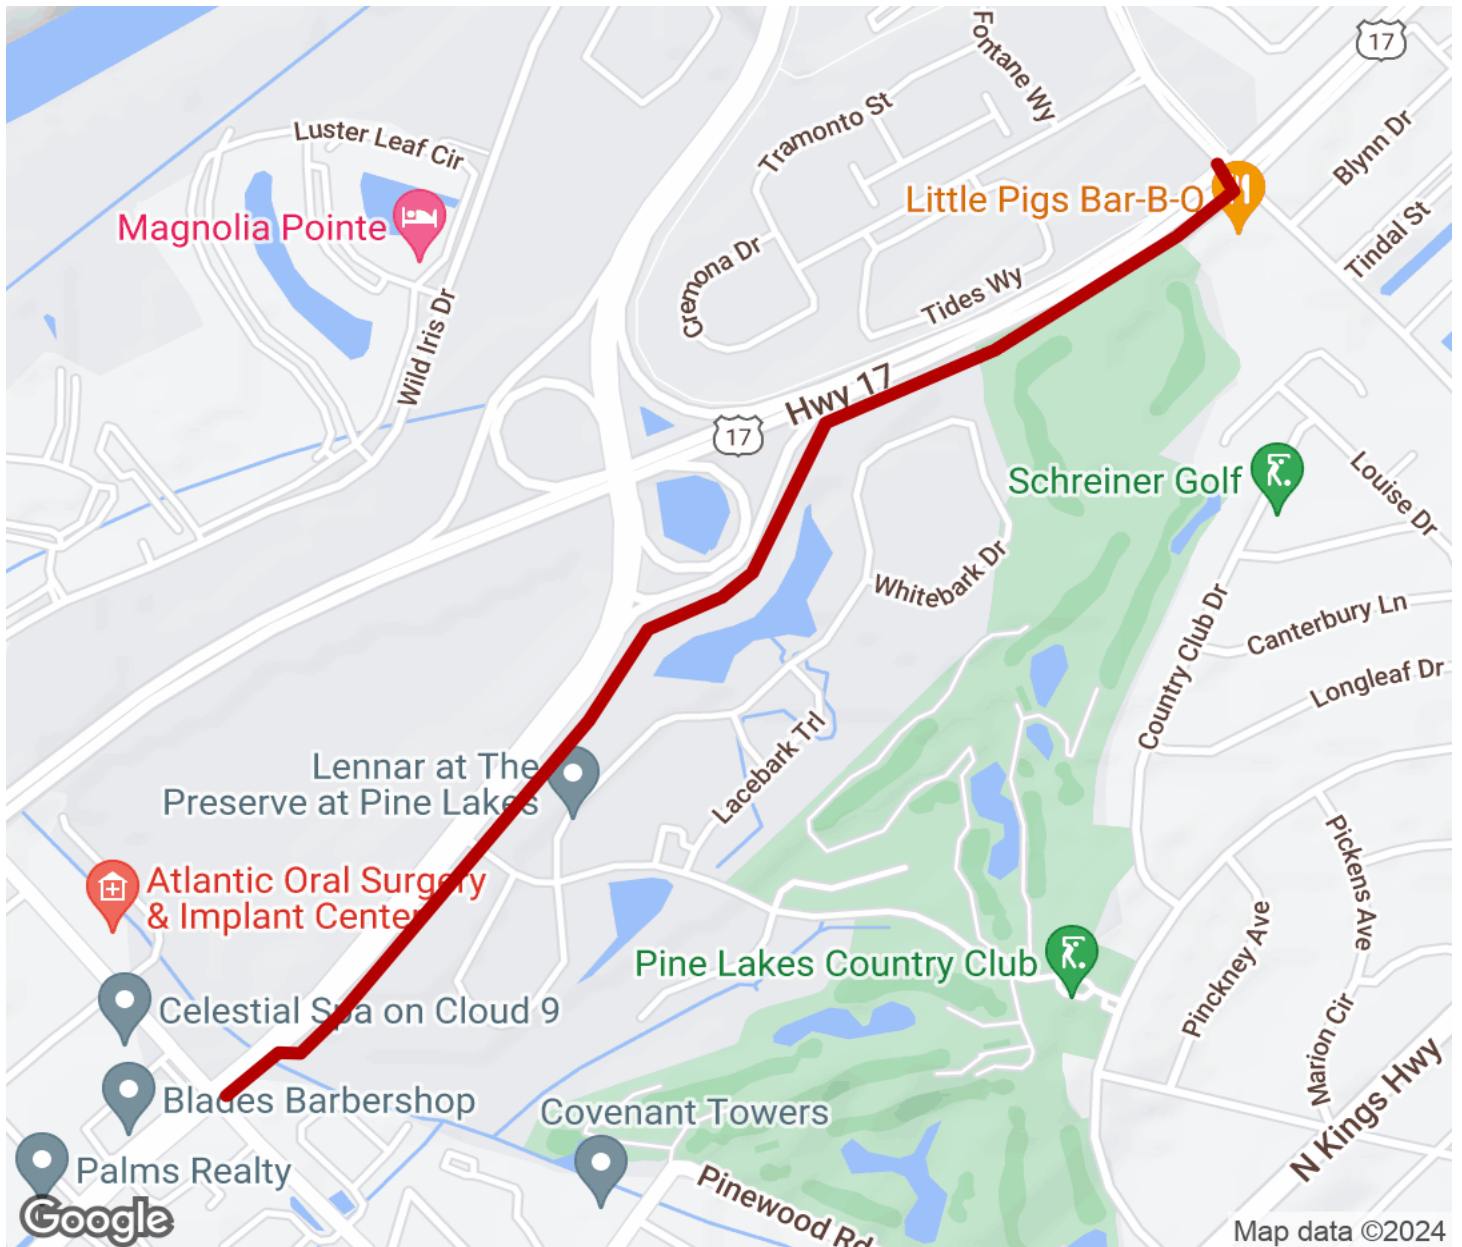 17
Fontane Wy
Tramonto St
Blynn Dr
Luster Leaf Cir
Little Pigs Bar-B-Q
Magnolia Pointe
Tindal St
Cremona Dr
Tides Wy
Wild Iris Dr
Hwy 17
17
Schreiner Golf
Louise Dr
Whitebark Dr
Canterbury Ln
Country Club Dr
Longleaf Dr
Lacebark Trl
Lennar at The
Preserve at Pine Lakes
Pickens Ave
Atlantic Oral Surgery
& Implant Center
Pinckney Ave
Pine Lakes Country Club
Celestial Spa on Cloud 9
Marion Cir
N Kings Hwy
Blades Barbershop
Covenant Towers
Palms Realty
Pinewood Rd
Google
Map data ©2024